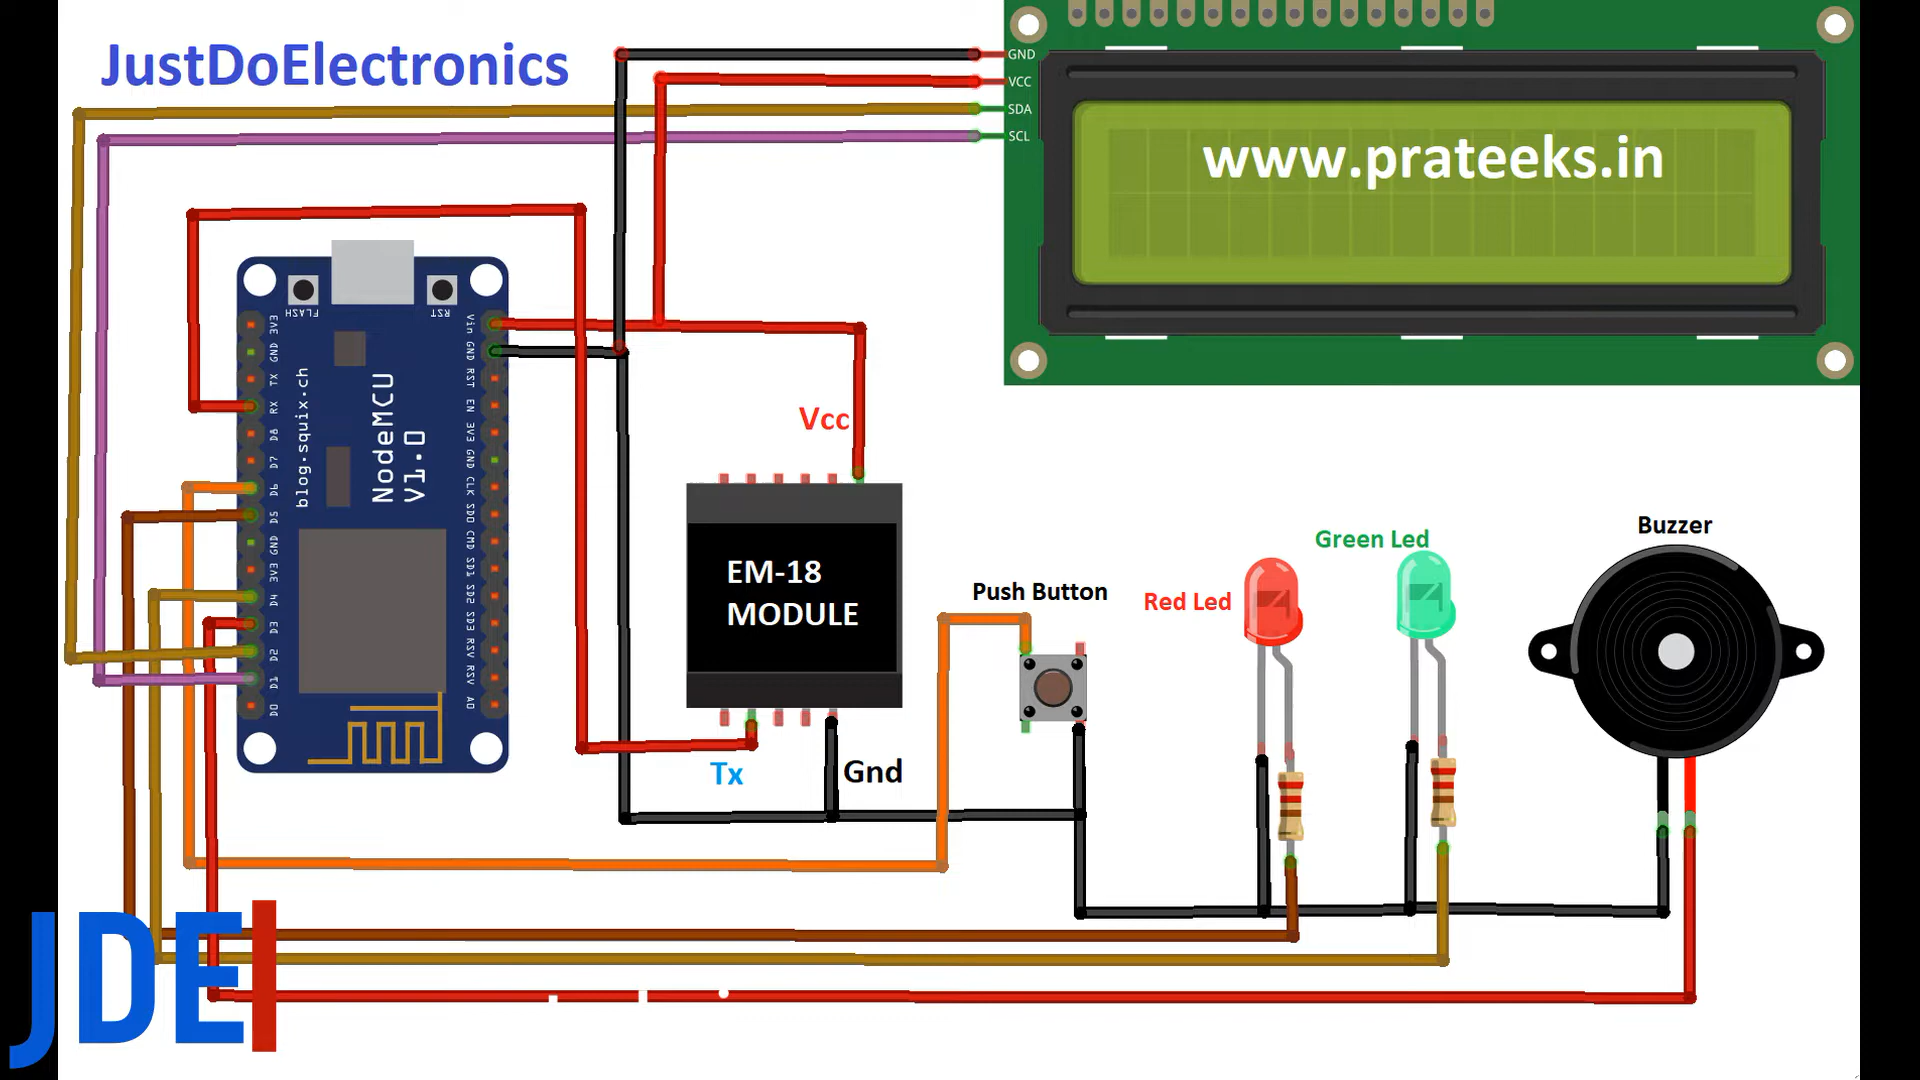 JustDoElectronics
GND
VCC
SDA
SCL
www.prateeks.in
FLASH
RST
3V3
GND
TX
RX
D8
D7
D6
D5
GND
3V3
D4
D3
D2
D1
D0
blog.squix.ch
NodeMCU
V1.0
Vin
GND
RST
EN
3V3
GND
CLK
SD0
CMD
SD1
SD2
SD3
RSV
RSV
A0
Vcc
EM-18
MODULE
Tx
Gnd
Push Button
Red Led
Green Led
Buzzer
JDE